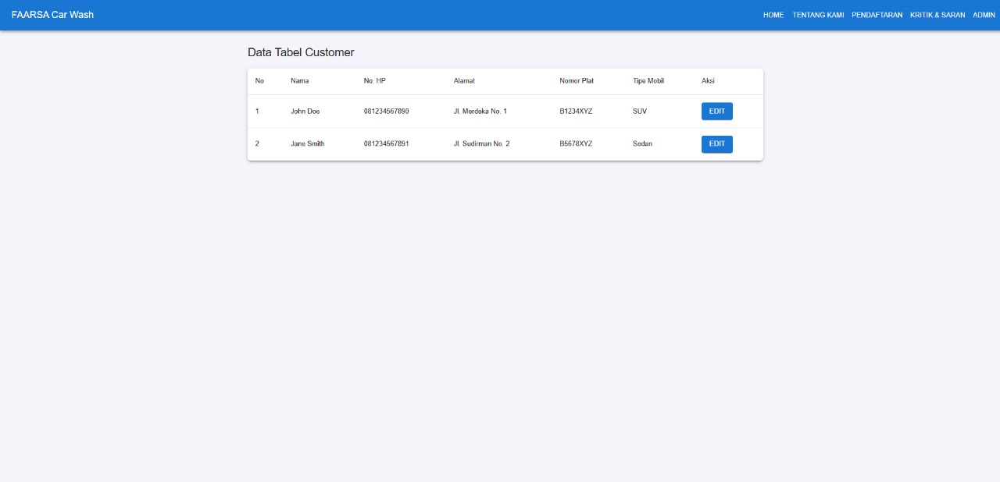 FAARSA Car Wash HOME TENTANG KAMI PENDAFTARAN KRITIK & SARAN ADMIN
Data Tabel Customer
No Nama No. HP Alamat Nomor Plat Tipe Mobil Aksi
1 John Doe 081234567890 Jl. Merdeka No. 1 B1234XYZ SUV EDIT
2 Jane Smith 081234567891 Jl. Sudirman No. 2 B5678XYZ Sedan EDIT